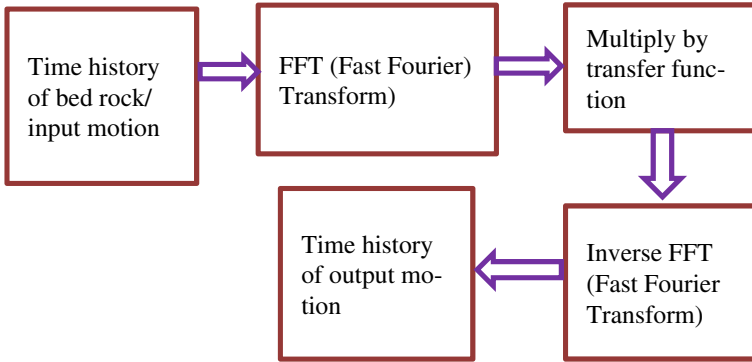 Time history
of bed rock/
input motion
FFT (Fast Fourier)
Transform)
Multiply by
transfer func-
tion
Inverse FFT
(Fast Fourier
Transform)
Time history
of output mo-
tion